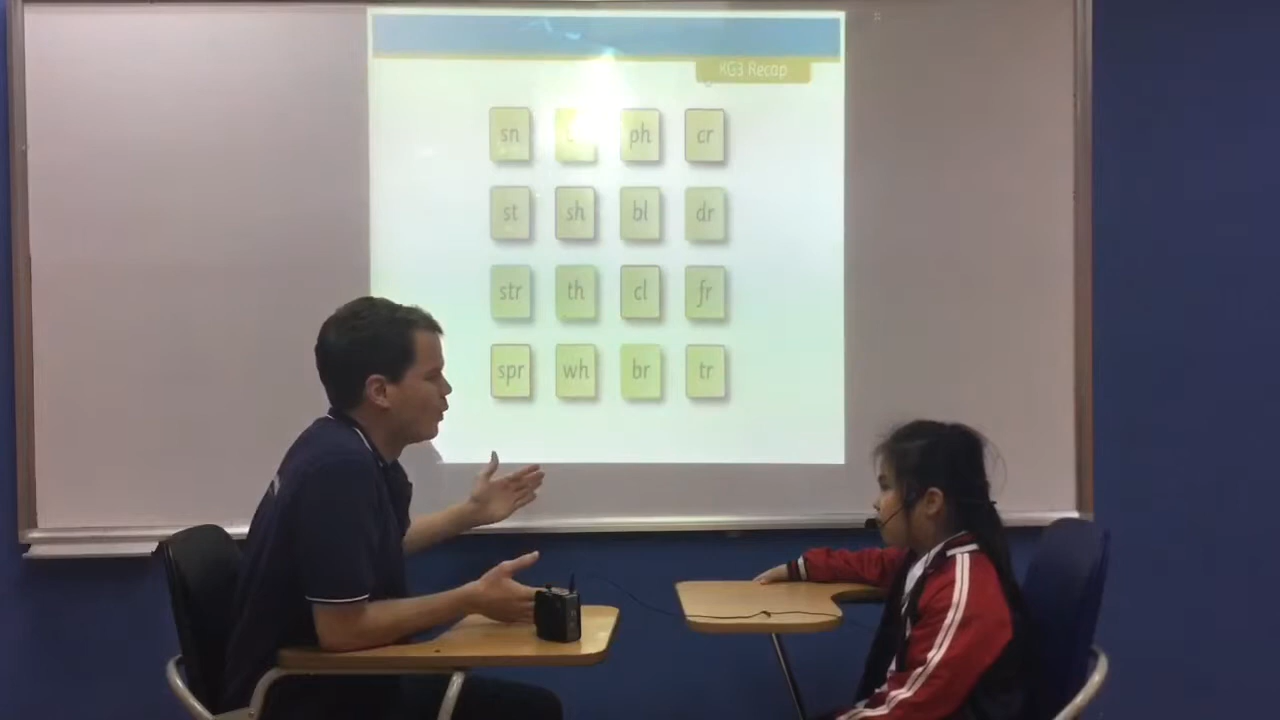 KG3 Recap
sn ph cr
st sh bl dr
str th cl fr
spr wh br tr